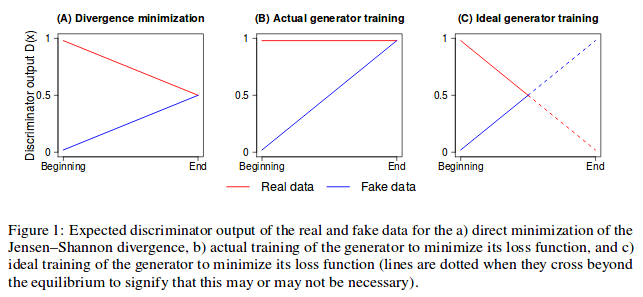 (A) Divergence minimization
(B) Actual generator training
(C) Ideal generator training
Discriminator output D(x)
1
0.5
0
Beginning
End
1
0.5
0
Beginning
End
1
0.5
0
Beginning
End
Real data
Fake data
Figure 1: Expected discriminator output of the real and fake data for the a) direct minimization of the
Jensen–Shannon divergence, b) actual training of the generator to minimize its loss function, and c)
ideal training of the generator to minimize its loss function (lines are dotted when they cross beyond
the equilibrium to signify that this may or may not be necessary).